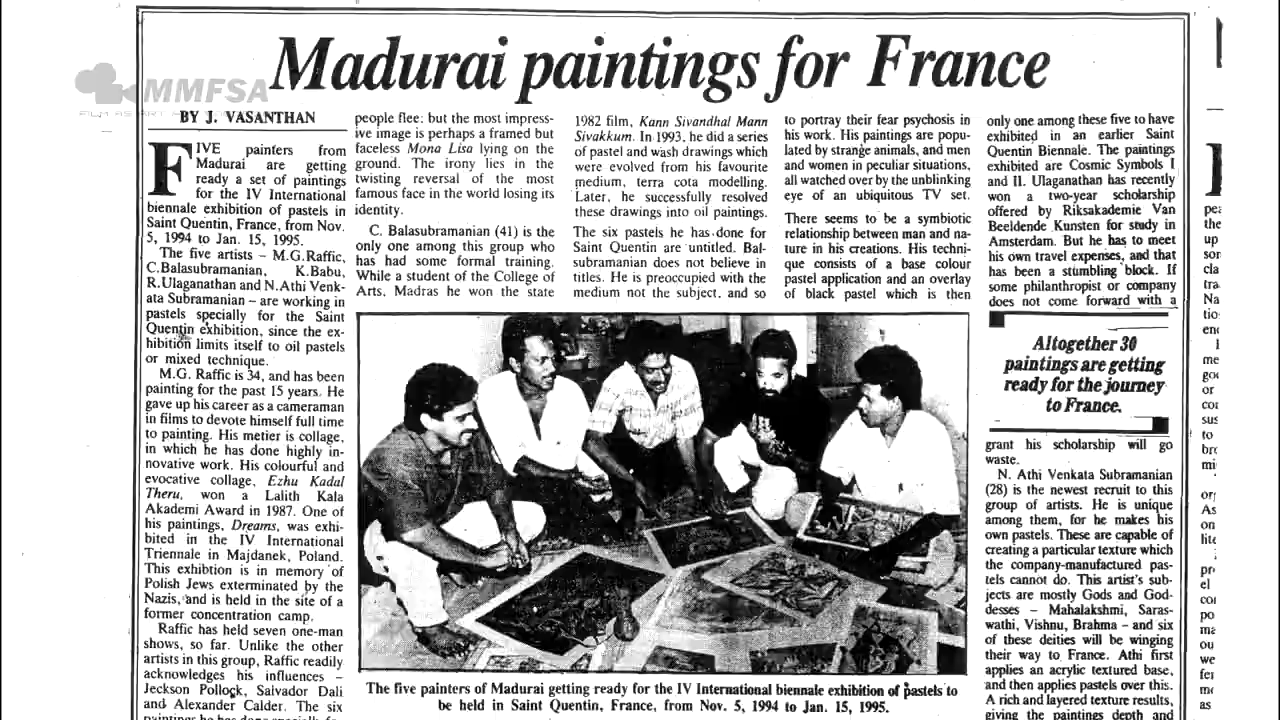 Madurai paintings for France
MMFSA
BY J. VASANTHAN
FIVE painters from
Madurai are getting
ready a set of paintings
for the IV International
biennale exhibition of pastels in
Saint Quentin, France, from Nov.
5, 1994 to Jan. 15, 1995.
The five artists – M.G.Raffic,
C.Balasubramanian, K.Babu,
R.Ulaganathan and N.Athi Venk-
ata Subramanian – are working in
pastels specially for the Saint
Quentin exhibition, since the ex-
hibition limits itself to oil pastels
or mixed technique.
M.G. Raffic is 34, and has been
painting for the past 15 years. He
gave up his career as a cameraman
in films to devote himself full time
to painting. His metier is collage,
in which he has done highly in-
novative work. His colourful and
evocative collage, Ezhu Kadal
Theru, won a Lalith Kala
Akademi Award in 1987. One of
his paintings, Dreams, was exhi-
bited in the IV International
Triennale in Majdanek, Poland.
This exhibtion is in memory of
Polish Jews exterminated by the
Nazis, and is held in the site of a
former concentration camp.
Raffic has held seven one-man
shows, so far. Unlike the other
artists in this group, Raffic readily
acknowledges his influences –
Jeckson Pollock, Salvador Dali
and Alexander Calder. The six
people flee: but the most impress-
ive image is perhaps a framed but
faceless Mona Lisa lying on the
ground. The irony lies in the
twisting reversal of the most
famous face in the world losing its
identity.
C. Balasubramanian (41) is the
only one among this group who
has had some formal training.
While a student of the College of
Arts, Madras he won the state
1982 film, Kann Sivandhal Mann
Sivakkum. In 1993, he did a series
of pastel and wash drawings which
were evolved from his favourite
medium, terra cota modelling.
Later, he successfully resolved
these drawings into oil paintings.
The six pastels he has done for
Saint Quentin are untitled. Bal-
subramanian does not believe in
titles. He is preoccupied with the
medium not the subject, and so
to portray their fear psychosis in
his work. His paintings are popu-
lated by strange animals, and men
and women in peculiar situations,
all watched over by the unblinking
eye of an ubiquitous TV set.
There seems to be a symbiotic
relationship between man and na-
ture in his creations. His techni-
que consists of a base colour
pastel application and an overlay
of black pastel which is then
only one among these five to have
exhibited in an earlier Saint
Quentin Biennale. The paintings
exhibited are Cosmic Symbols I
and II. Ulaganathan has recently
won a two-year scholarship
offered by Riksakademie Van
Beeldende Kunsten for study in
Amsterdam. But he has to meet
his own travel expenses, and that
has been a stumbling block. If
some philanthropist or company
does not come forward with a
Altogether 30
paintings are getting
ready for the journey
to France.
grant his scholarship will go
waste.
N. Athi Venkata Subramanian
(28) is the newest recruit to this
group of artists. He is unique
among them, for he makes his
own pastels. These are capable of
creating a particular texture which
the company-manufactured pas-
tels cannot do. This artist's sub-
jects are mostly Gods and God-
desses – Mahalakshmi, Saras-
wathi, Vishnu, Brahma – and six
of these deities will be winging
their way to France. Athi first
applies an acrylic textured base,
and then applies pastels over this.
A rich and layered texture results,
giving the paintings depth and
The five painters of Madurai getting ready for the IV International biennale exhibition of pastels to
be held in Saint Quentin, France, from Nov. 5, 1994 to Jan. 15, 1995.